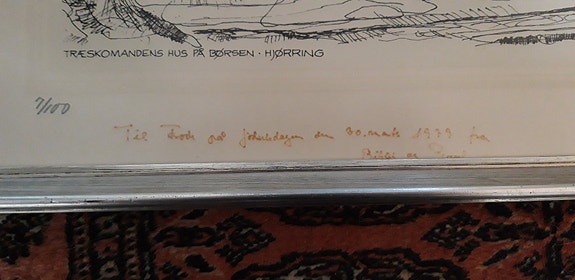 TRÆSKOMANDENS HUS PÅ BØRSEN · HJØRRING
7/100
Til på fødselsdagen den 30. marts 1979 fra